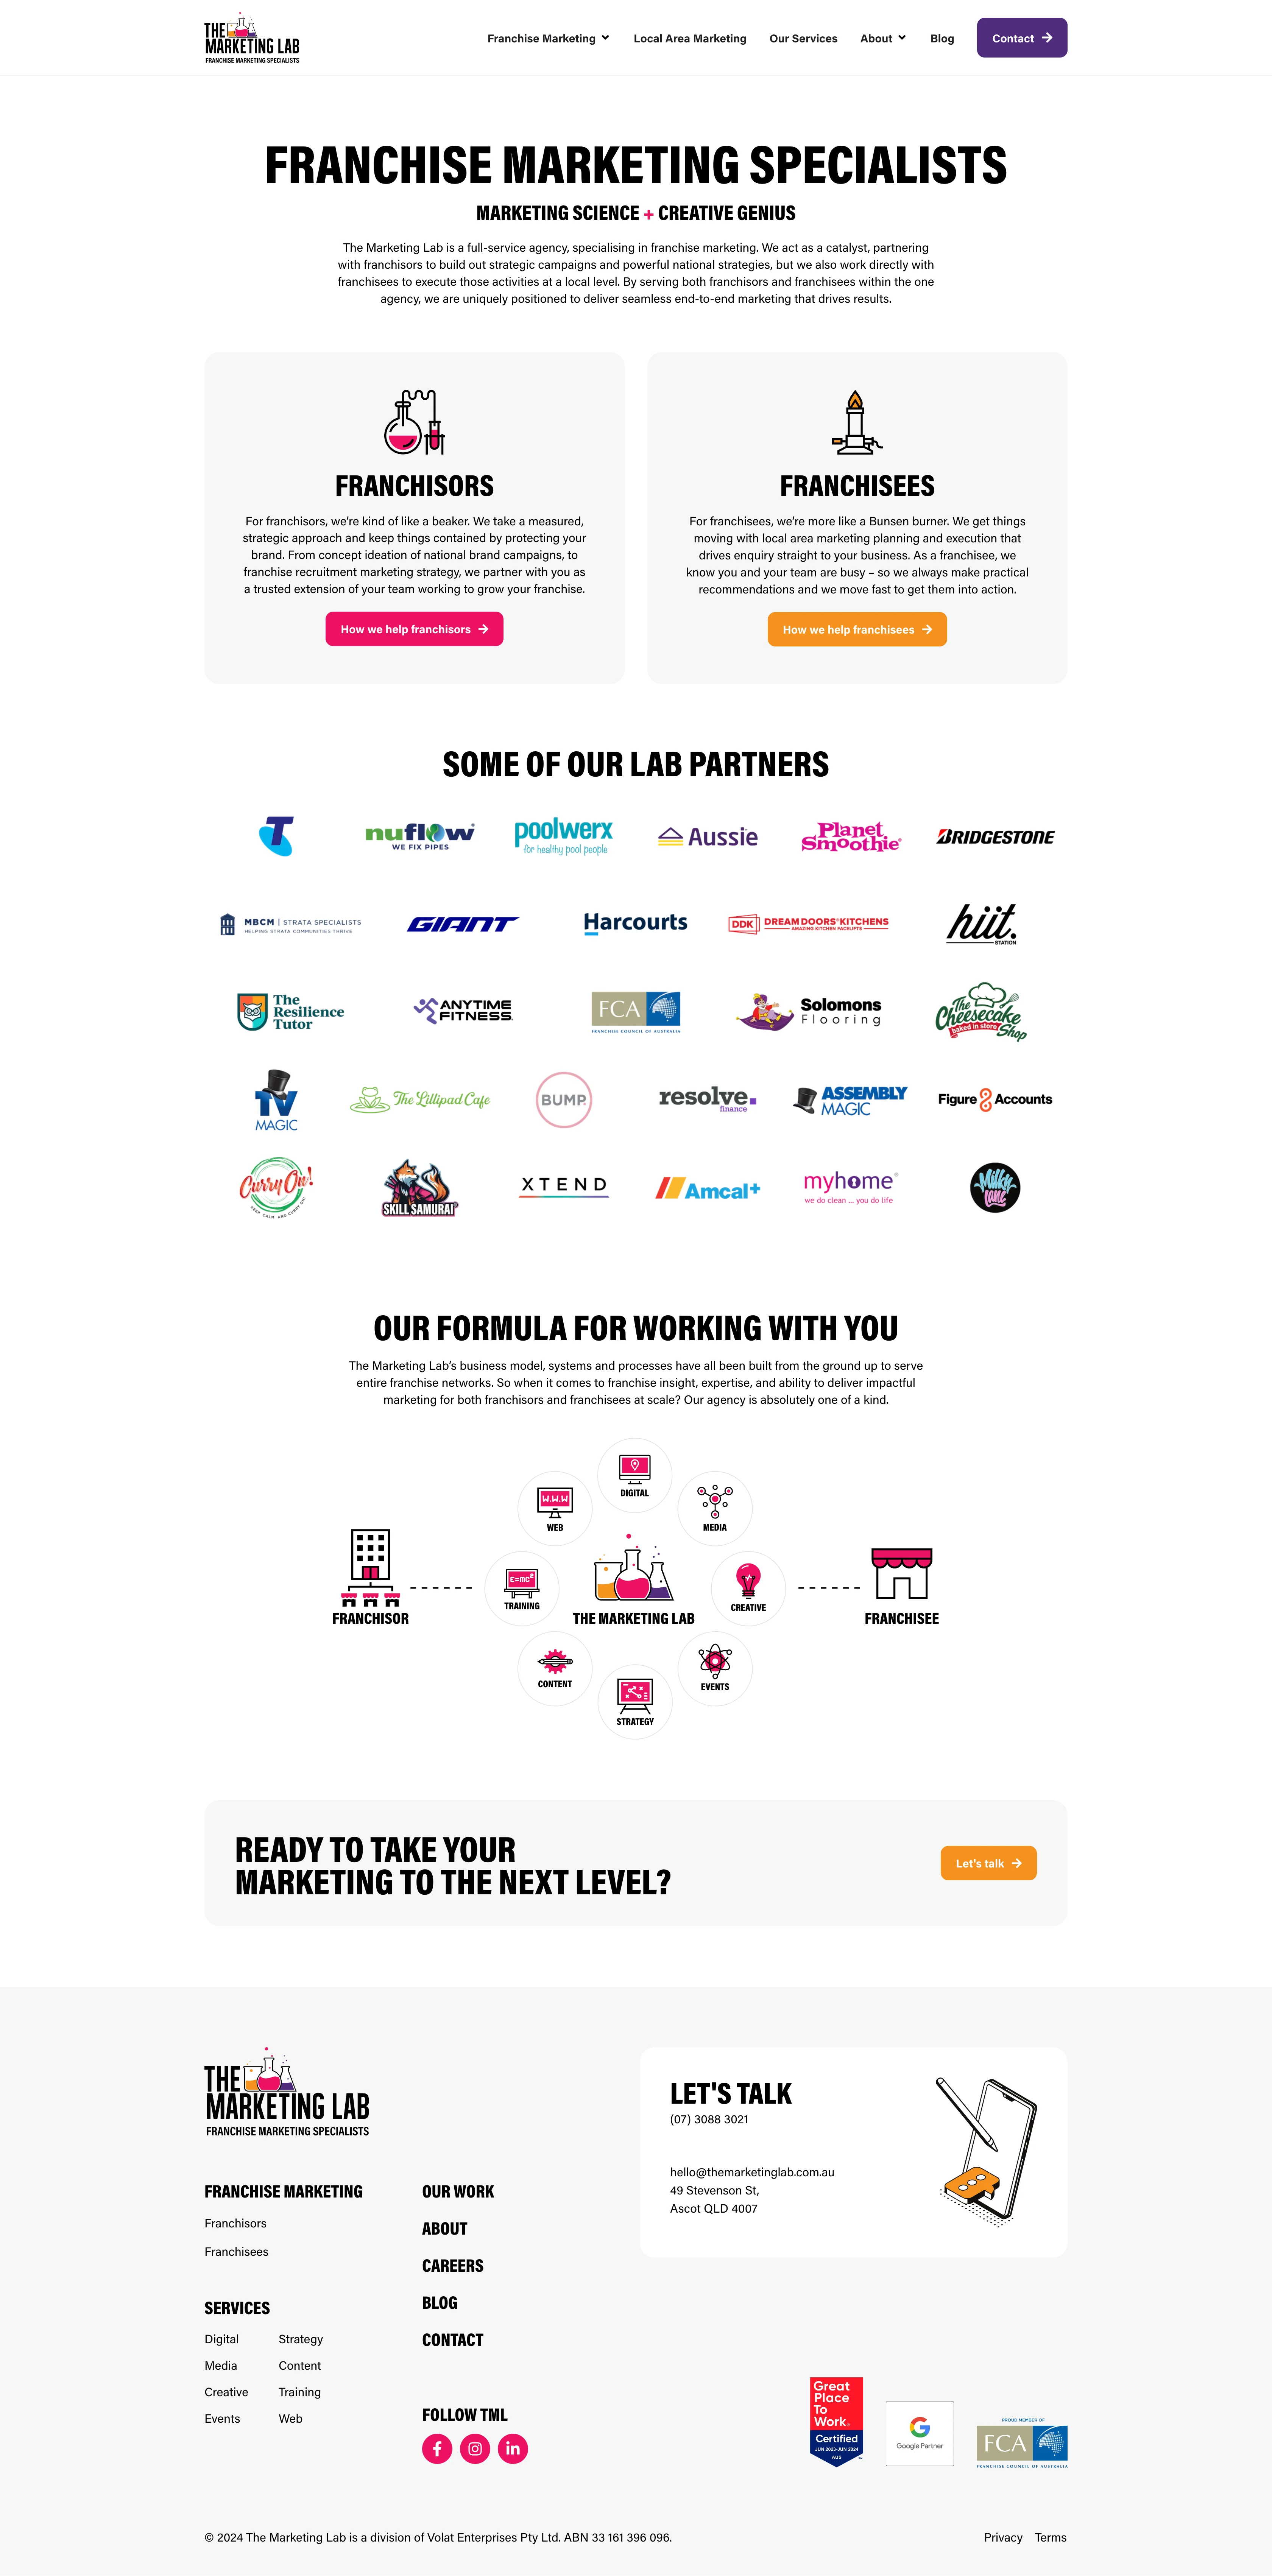 THE
MARKETING LAB
FRANCHISE MARKETING SPECIALISTS
Franchise Marketing
Local Area Marketing
Our Services
About
Blog
Contact
FRANCHISE MARKETING SPECIALISTS
MARKETING SCIENCE + CREATIVE GENIUS
The Marketing Lab is a full-service agency, specialising in franchise marketing. We act as a catalyst, partnering
with franchisors to build out strategic campaigns and powerful national strategies, but we also work directly with
franchisees to execute those activities at a local level. By serving both franchisors and franchisees within the one
agency, we are uniquely positioned to deliver seamless end-to-end marketing that drives results.
FRANCHISORS
For franchisors, we’re kind of like a beaker. We take a measured,
strategic approach and keep things contained by protecting your
brand. From concept ideation of national brand campaigns, to
franchise recruitment marketing strategy, we partner with you as
a trusted extension of your team working to grow your franchise.
How we help franchisors
FRANCHISEES
For franchisees, we’re more like a Bunsen burner. We get things
moving with local area marketing planning and execution that
drives enquiry straight to your business. As a franchisee, we
know you and your team are busy – so we always make practical
recommendations and we move fast to get them into action.
How we help franchisees
SOME OF OUR LAB PARTNERS
T
nuflow
WE FIX PIPES
poolwerx
for healthy pool people
Aussie
Planet
Smoothie
BRIDGESTONE
MBCM | STRATA SPECIALISTS
HELPING STRATA COMMUNITIES THRIVE
GIANT
Harcourts
DDK DREAM DOORS KITCHENS
AMAZING KITCHEN FACELIFTS
hiit.
STATION
The
Resilience
Tutor
ANYTIME
FITNESS
FCA
FRANCHISE COUNCIL OF AUSTRALIA
Solomons
Flooring
The
Cheesecake
Shop
baked in store
TV
MAGIC
The Lillipad Cafe
BUMP
resolve.
finance
ASSEMBLY
MAGIC
Figure 8 Accounts
Curry On!
KEEP CALM AND CURRY ON
SKILL SAMURAI
XTEND
Amcal+
myhome
we do clean ... you do life
Milky
Lane
OUR FORMULA FOR WORKING WITH YOU
The Marketing Lab’s business model, systems and processes have all been built from the ground up to serve
entire franchise networks. So when it comes to franchise insight, expertise, and ability to deliver impactful
marketing for both franchisors and franchisees at scale? Our agency is absolutely one of a kind.
DIGITAL
W.W.W
WEB
MEDIA
FRANCHISOR
E=mc²
TRAINING
THE MARKETING LAB
CREATIVE
FRANCHISEE
CONTENT
EVENTS
STRATEGY
READY TO TAKE YOUR
MARKETING TO THE NEXT LEVEL?
Let's talk
THE
MARKETING LAB
FRANCHISE MARKETING SPECIALISTS
FRANCHISE MARKETING
Franchisors
Franchisees
SERVICES
Digital
Strategy
Media
Content
Creative
Training
Events
Web
OUR WORK
ABOUT
CAREERS
BLOG
CONTACT
FOLLOW TML
LET'S TALK
(07) 3088 3021
hello@themarketinglab.com.au
49 Stevenson St,
Ascot QLD 4007
Great
Place
To
Work.
Certified
JUN 2023-JUN 2024
AUS
Google Partner
PROUD MEMBER OF
FCA
FRANCHISE COUNCIL OF AUSTRALIA
© 2024 The Marketing Lab is a division of Volat Enterprises Pty Ltd. ABN 33 161 396 096.
Privacy
Terms